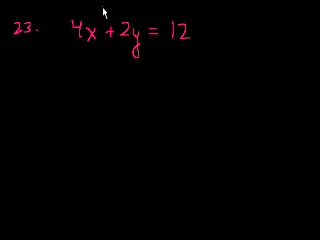 23. 4x + 2y = 12